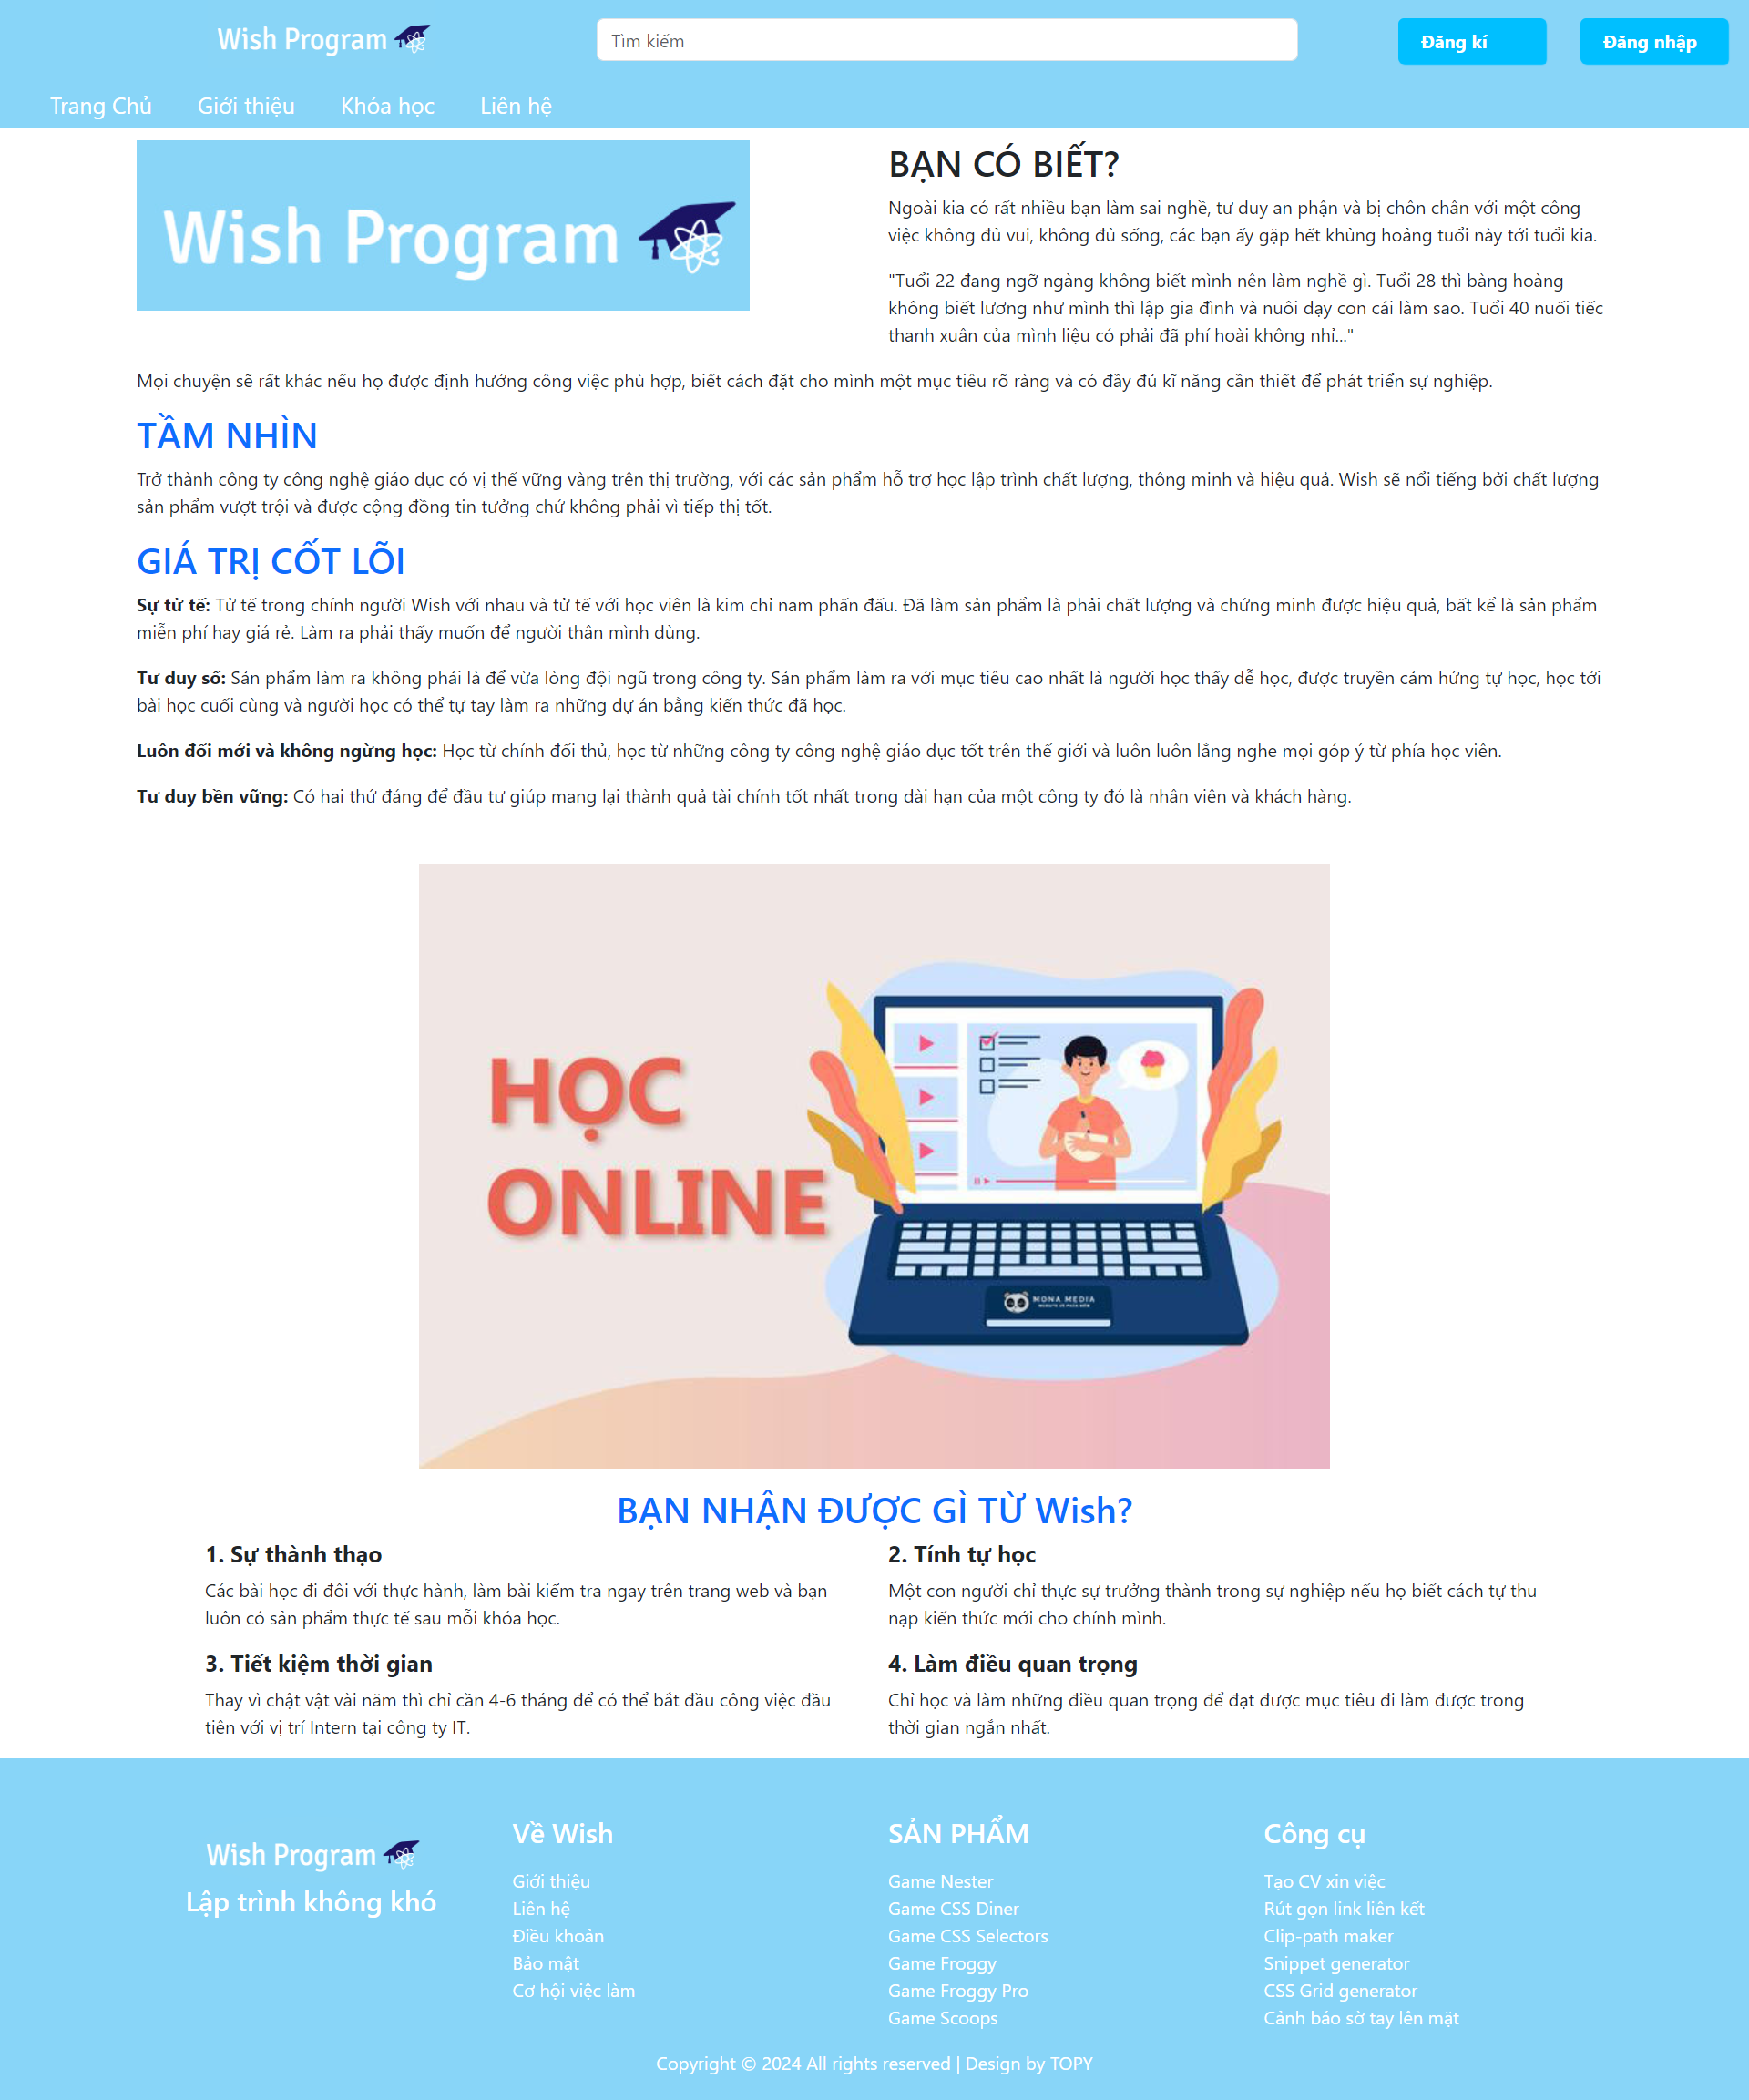 Wish Program
Tìm kiếm
Đăng kí
Đăng nhập
Trang Chủ
Giới thiệu
Khóa học
Liên hệ
Wish Program
BẠN CÓ BIẾT?
Ngoài kia có rất nhiều bạn làm sai nghề, tư duy an phận và bị chôn chân với một công
việc không đủ vui, không đủ sống, các bạn ấy gặp hết khủng hoảng tuổi này tới tuổi kia.
"Tuổi 22 đang ngỡ ngàng không biết mình nên làm nghề gì. Tuổi 28 thì bàng hoàng
không biết lương như mình thì lập gia đình và nuôi dạy con cái làm sao. Tuổi 40 nuối tiếc
thanh xuân của mình liệu có phải đã phí hoài không nhỉ..."
Mọi chuyện sẽ rất khác nếu họ được định hướng công việc phù hợp, biết cách đặt cho mình một mục tiêu rõ ràng và có đầy đủ kĩ năng cần thiết để phát triển sự nghiệp.
TẦM NHÌN
Trở thành công ty công nghệ giáo dục có vị thế vững vàng trên thị trường, với các sản phẩm hỗ trợ học lập trình chất lượng, thông minh và hiệu quả. Wish sẽ nổi tiếng bởi chất lượng
sản phẩm vượt trội và được cộng đồng tin tưởng chứ không phải vì tiếp thị tốt.
GIÁ TRỊ CỐT LÕI
Sự tử tế: Tử tế trong chính người Wish với nhau và tử tế với học viên là kim chỉ nam phấn đấu. Đã làm sản phẩm là phải chất lượng và chứng minh được hiệu quả, bất kể là sản phẩm
miễn phí hay giá rẻ. Làm ra phải thấy muốn để người thân mình dùng.
Tư duy số: Sản phẩm làm ra không phải là để vừa lòng đội ngũ trong công ty. Sản phẩm làm ra với mục tiêu cao nhất là người học thấy dễ học, được truyền cảm hứng tự học, học tới
bài học cuối cùng và người học có thể tự tay làm ra những dự án bằng kiến thức đã học.
Luôn đổi mới và không ngừng học: Học từ chính đối thủ, học từ những công ty công nghệ giáo dục tốt trên thế giới và luôn luôn lắng nghe mọi góp ý từ phía học viên.
Tư duy bền vững: Có hai thứ đáng để đầu tư giúp mang lại thành quả tài chính tốt nhất trong dài hạn của một công ty đó là nhân viên và khách hàng.
HỌC
ONLINE
MONA MEDIA
BẠN NHẬN ĐƯỢC GÌ TỪ Wish?
1. Sự thành thạo
Các bài học đi đôi với thực hành, làm bài kiểm tra ngay trên trang web và bạn
luôn có sản phẩm thực tế sau mỗi khóa học.
2. Tính tự học
Một con người chỉ thực sự trưởng thành trong sự nghiệp nếu họ biết cách tự thu
nạp kiến thức mới cho chính mình.
3. Tiết kiệm thời gian
Thay vì chật vật vài năm thì chỉ cần 4-6 tháng để có thể bắt đầu công việc đầu
tiên với vị trí Intern tại công ty IT.
4. Làm điều quan trọng
Chỉ học và làm những điều quan trọng để đạt được mục tiêu đi làm được trong
thời gian ngắn nhất.
Wish Program
Lập trình không khó
Về Wish
Giới thiệu
Liên hệ
Điều khoản
Bảo mật
Cơ hội việc làm
SẢN PHẨM
Game Nester
Game CSS Diner
Game CSS Selectors
Game Froggy
Game Froggy Pro
Game Scoops
Công cụ
Tạo CV xin việc
Rút gọn link liên kết
Clip-path maker
Snippet generator
CSS Grid generator
Cảnh báo sờ tay lên mặt
Copyright © 2024 All rights reserved | Design by TOPY